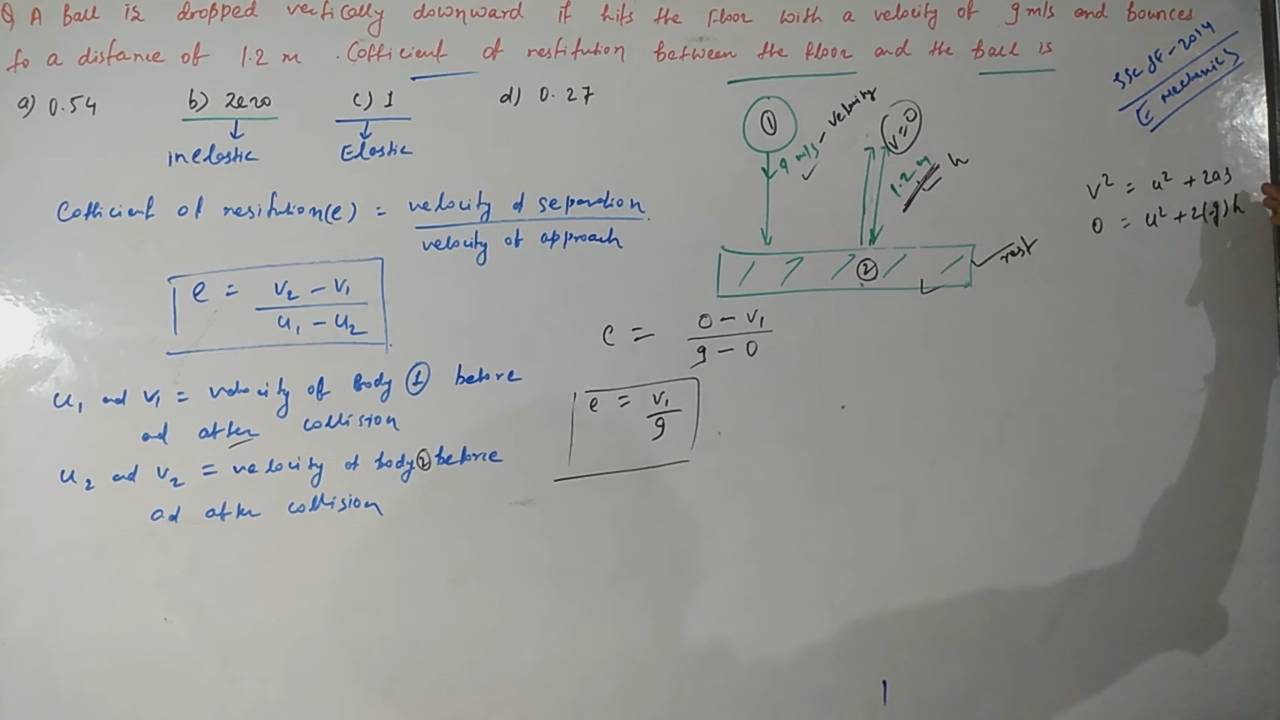 Q A Ball is dropped vertically downward it hits the floor with a velocity of 9 m/s and bounces
to a distance of 1.2 m . Cofficient of restitution between the floor and the ball is
a) 0.54 b) Zero c) 1 d) 0.27
inelastic Elastic
SSC JE-2014
E mechanics
1
9 m/s - velocity
v=0
1.2 m
h
2
rest
v² = u² + 2as
0 = u² + 2(-g)h
Cofficient of resitution(e) = velocity of separation
velocity of approach
e = v₂ - v₁
u₁ - u₂
e = 0 - v₁
9 - 0
e = v₁
9
u₁ and v₁ = velocity of body 1 before
and after collision
u₂ ad v₂ = velocity of body 2 before
ad after collision